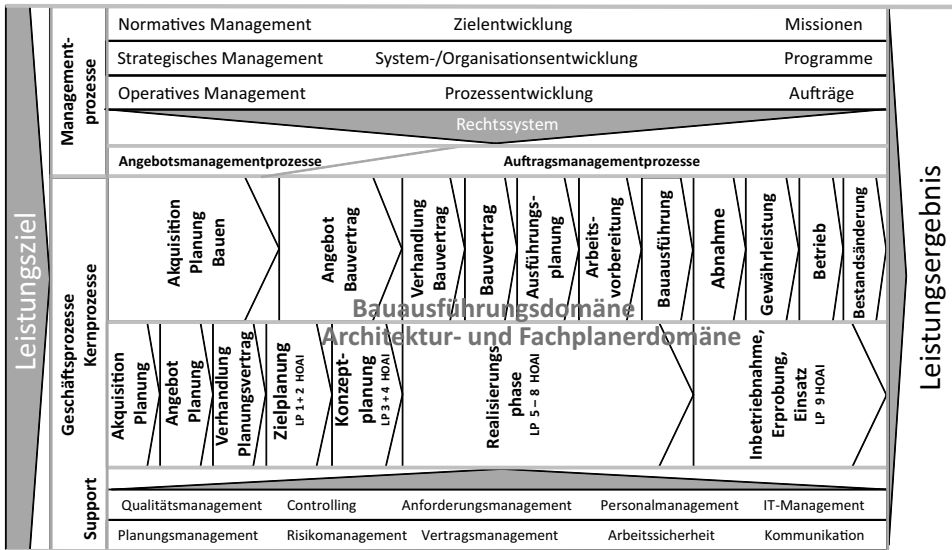 Leistungsziel
Management-
prozesse
Normatives Management Zielentwicklung Missionen
Strategisches Management System-/Organisationsentwicklung Programme
Operatives Management Prozessentwicklung Aufträge
Rechtssystem
Angebotsmanagementprozesse Auftragsmanagementprozesse
Geschäftsprozesse
Kernprozesse
Akquisition
Planung
Bauen
Angebot
Bauvertrag
Verhandlung
Bauvertrag
Bauvertrag
Ausführungs-
planung
Arbeits-
vorbereitung
Bauausführung
Abnahme
Gewährleistung
Betrieb
Bestandsänderung
Bauausführungsdomäne
Architektur- und Fachplanerdomäne
Akquisition
Planung
Angebot
Planung
Verhandlung
Planungsvertrag
Zielplanung
LP 1 + 2 HOAI
Konzept-
planung
LP 3 + 4 HOAI
Realisierungs
phase
LP 5 – 8 HOAI
Inbetriebnahme,
Erprobung,
Einsatz
LP 9 HOAI
Support
Qualitätsmanagement Controlling Anforderungsmanagement Personalmanagement IT-Management
Planungsmanagement Risikomanagement Vertragsmanagement Arbeitssicherheit Kommunikation
Leistungsergebnis